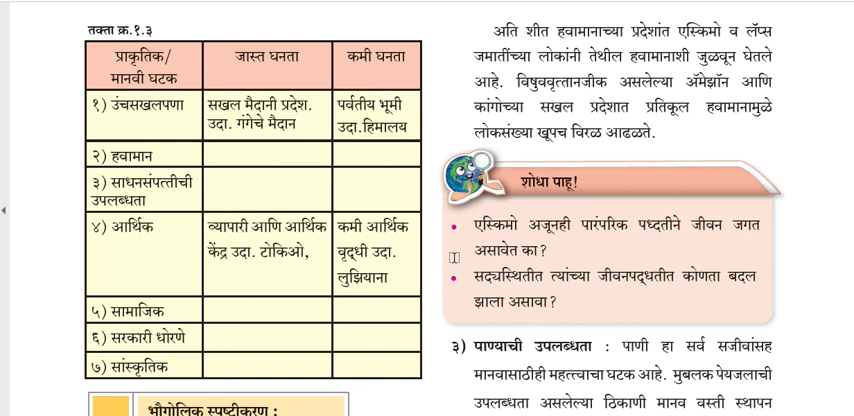 तक्ता क्र.१.३
प्राकृतिक/
मानवी घटक
जास्त घनता
कमी घनता
१) उंचसखलपणा
सखल मैदानी प्रदेश.
उदा. गंगेचे मैदान
पर्वतीय भूमी
उदा.हिमालय
२) हवामान
३) साधनसंपत्तीची
उपलब्धता
४) आर्थिक
व्यापारी आणि आर्थिक
केंद्र उदा. टोकिओ,
कमी आर्थिक
वृद्धी उदा.
लुझियाना
५) सामाजिक
६) सरकारी धोरणे
७) सांस्कृतिक
भौगोलिक स्पष्टीकरण :
अति शीत हवामानाच्या प्रदेशांत एस्किमो व लॅप्स
जमातींच्या लोकांनी तेथील हवामानाशी जुळवून घेतले
आहे. विषुववृत्तानजीक असलेल्या ॲमेझॉन आणि
कांगोच्या सखल प्रदेशात प्रतिकूल हवामानामुळे
लोकसंख्या खूपच विरळ आढळते.
शोधा पाहू!
• एस्किमो अजूनही पारंपरिक पध्दतीने जीवन जगत
असावेत का?
• सद्यस्थितीत त्यांच्या जीवनपद्धतीत कोणता बदल
झाला असावा?
३) पाण्याची उपलब्धता : पाणी हा सर्व सजीवांसह
मानवासाठीही महत्त्वाचा घटक आहे. मुबलक पेयजलाची
उपलब्धता असलेल्या ठिकाणी मानव वस्ती स्थापन